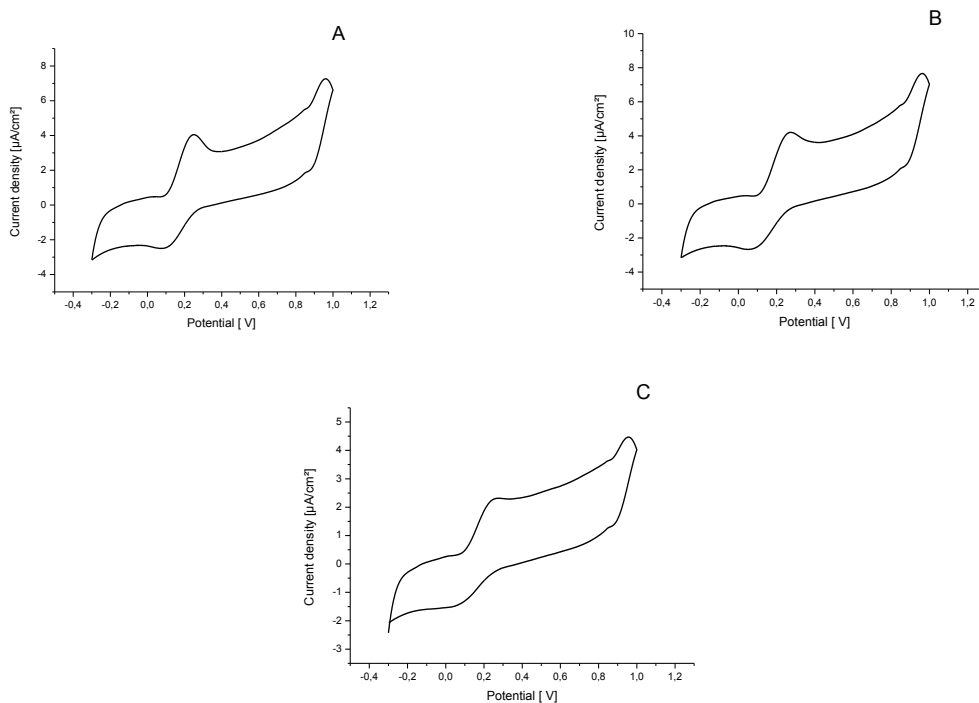 A
Current density [µA/cm²]
8
6
4
2
0
-2
-4
-0,4 -0,2 0,0 0,2 0,4 0,6 0,8 1,0 1,2
Potential [ V]
B
Current density [µA/cm²]
10
8
6
4
2
0
-2
-4
-0,4 -0,2 0,0 0,2 0,4 0,6 0,8 1,0 1,2
Potential [ V]
C
Current density [µA/cm²]
5
4
3
2
1
0
-1
-2
-3
-0,4 -0,2 0,0 0,2 0,4 0,6 0,8 1,0 1,2
Potential [ V]